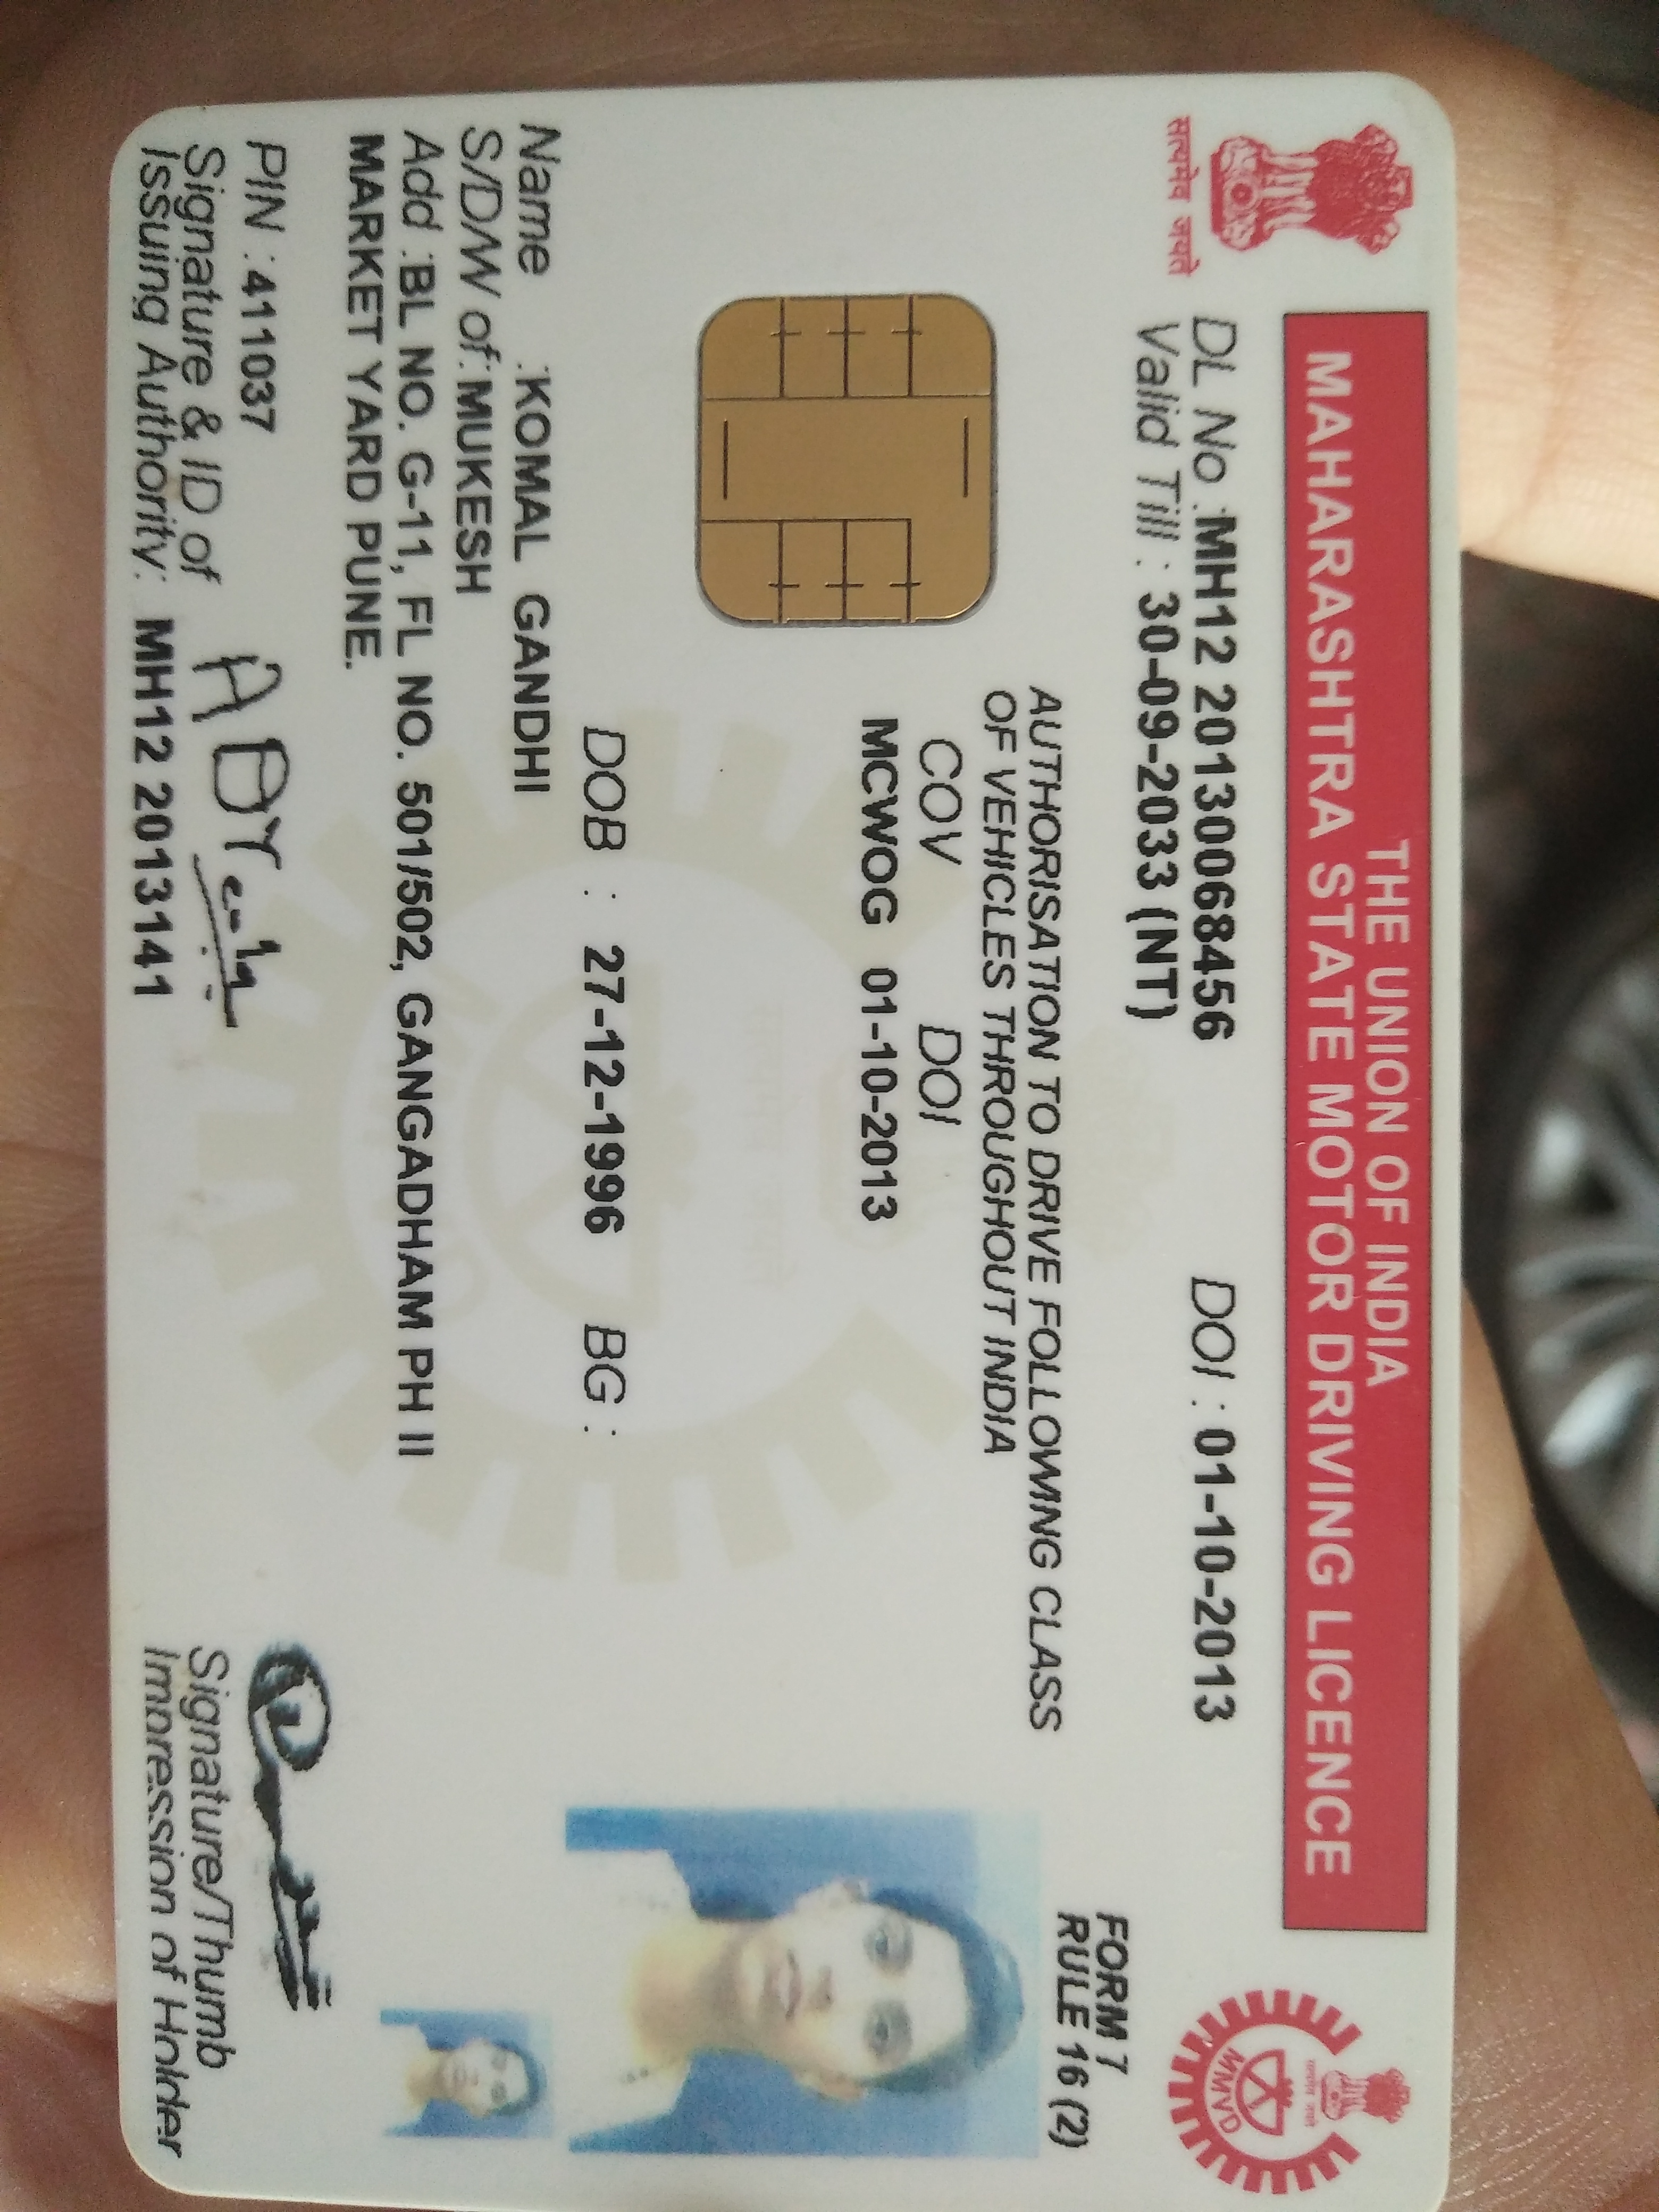 THE UNION OF INDIA
MAHARASHTRA STATE MOTOR DRIVING LICENCE
सत्यमेव जयते
सत्यमेव जयते
MMVD
DL No :MH12 20130068456 DOI : 01-10-2013
Valid Till : 30-09-2033 (NT)
FORM 7
RULE 16 (2)
AUTHORISATION TO DRIVE FOLLOWING CLASS
OF VEHICLES THROUGHOUT INDIA
COV DOI
MCWOG 01-10-2013
सत्यमेव जयते
DOB : 27-12-1996 BG :
Name :KOMAL GANDHI
S/D/W of:MUKESH
Add :BL NO. G-11, FL NO. 501/502, GANGADHAM PH II
MARKET YARD PUNE.
PIN :411037
Signature & ID of
Issuing Authority: MH12 2013141
Signature/Thumb
Impression of Holder